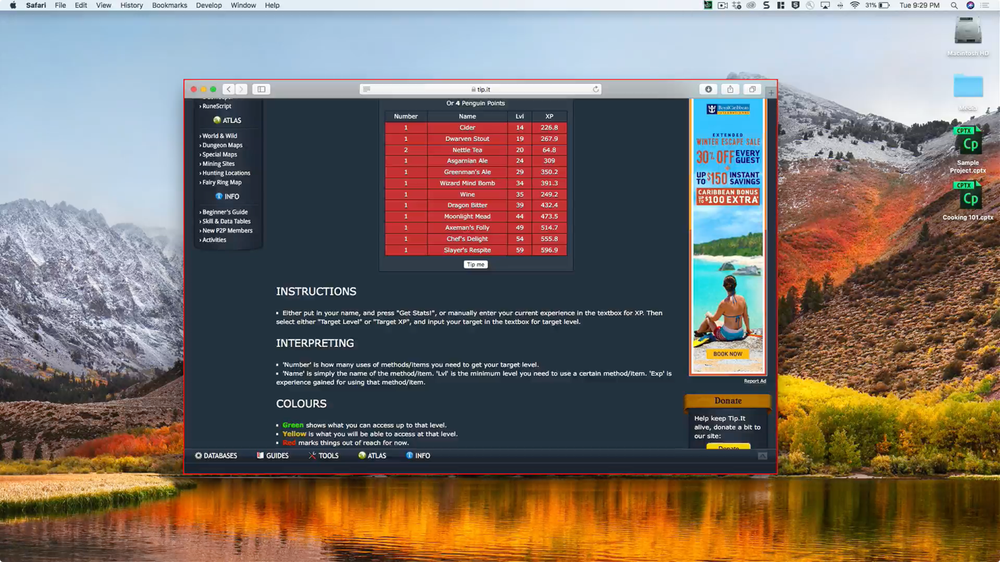 Safari File Edit View History Bookmarks Develop Window Help
31% Tue 9:29 PM
Macintosh HD
Media
CPTX
Cp
Sample
Project.cptx
CPTX
Cp
Cooking 101.cptx
tip.it
› RuneScript
ATLAS
› World & Wild
› Dungeon Maps
› Special Maps
› Mining Sites
› Hunting Locations
› Fairy Ring Map
INFO
› Beginner's Guide
› Skill & Data Tables
› New P2P Members
› Activities
Or 4 Penguin Points
Number Name Lvl XP
1 Cider 14 226.8
1 Dwarven Stout 19 267.9
2 Nettle Tea 20 64.8
1 Asgarnian Ale 24 309
1 Greenman's Ale 29 350.2
1 Wizard Mind Bomb 34 391.3
1 Wine 35 249.2
1 Dragon Bitter 39 432.4
1 Moonlight Mead 44 473.5
1 Axeman's Folly 49 514.7
1 Chef's Delight 54 555.8
1 Slayer's Respite 59 596.9
Tip me
INSTRUCTIONS
▪ Either put in your name, and press "Get Stats!", or manually enter your current experience in the textbox for XP. Then
select either "Target Level" or "Target XP", and input your target in the textbox for target level.
INTERPRETING
▪ 'Number' is how many uses of methods/items you need to get your target level.
▪ 'Name' is simply the name of the method/item. 'Lvl' is the minimum level you need to use a certain method/item. 'Exp' is
experience gained for using that method/item.
COLOURS
▪ Green shows what you can access up to that level.
▪ Yellow is what you will be able to access at that level.
▪ Red marks things out of reach for now.
RoyalCaribbean
EXTENDED
WINTER ESCAPE SALE
30% OFF EVERY
GUEST
+
UP TO $150 INSTANT
SAVINGS
CARIBBEAN BONUS
UP TO $100 EXTRA
BOOK NOW
Report Ad
Donate
Help keep Tip.It
alive, donate a bit to
our site:
Donate
DATABASES GUIDES TOOLS ATLAS INFO